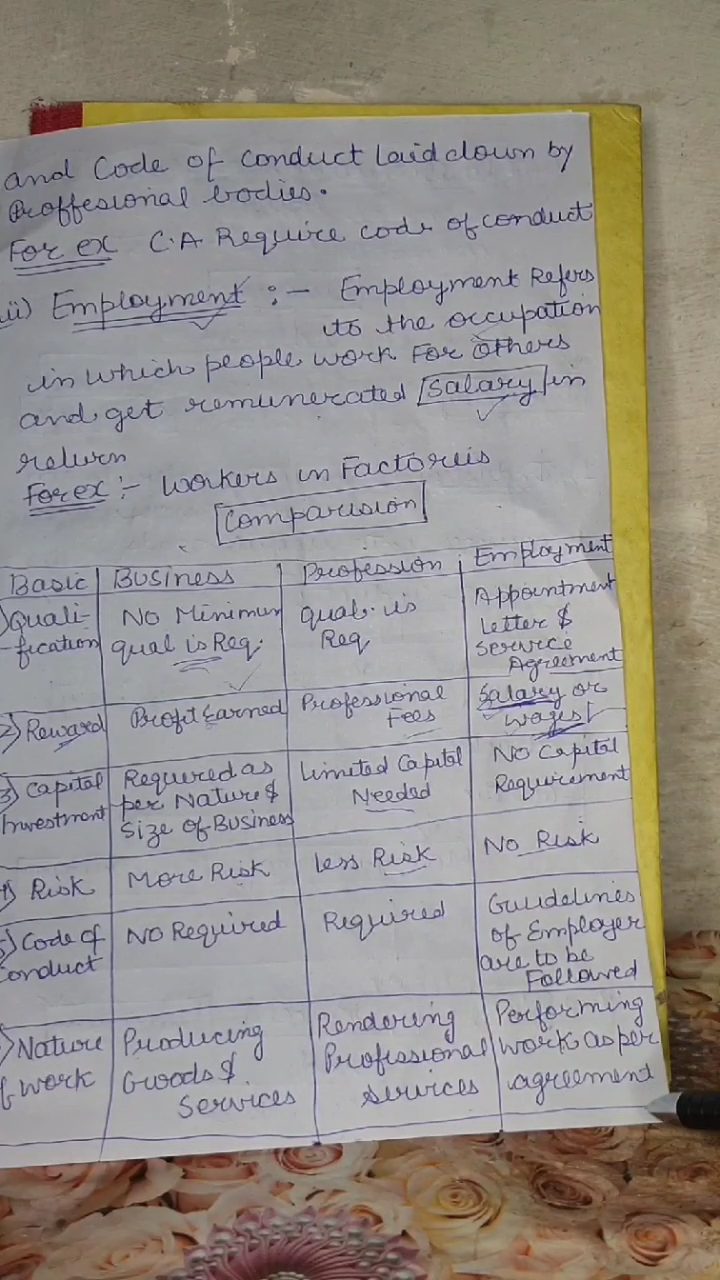 and Code of Conduct laid down by
Proffesional bodies.
For ex C.A Require code of conduct
ii) Employment :- Employment Refers
to the occupation
in which people work For others
and get remunerated salary in
return
For ex :- Workers in Factoreis
Comparision
Basic Business Profession Employment
Quali-
-fication
No Minimum
qual is Req.
qual. is
Req
Appointment
Letter &
Service
Agreement
2) Reward
Profit Earned
Professional
Fees
Salary or
wages
3) Capital
Investment
Required as
per Nature &
Size of Business
Limited Capital
Needed
No Capital
Requirement
4) Risk
More Risk
less Risk
No Risk
5) Code of
Conduct
No Required
Required
Guidelines
of Employer
are to be
Followed
) Nature
of work
Producing
Goods &
Services
Rendering
Professional
services
Performing
work as per
agreement